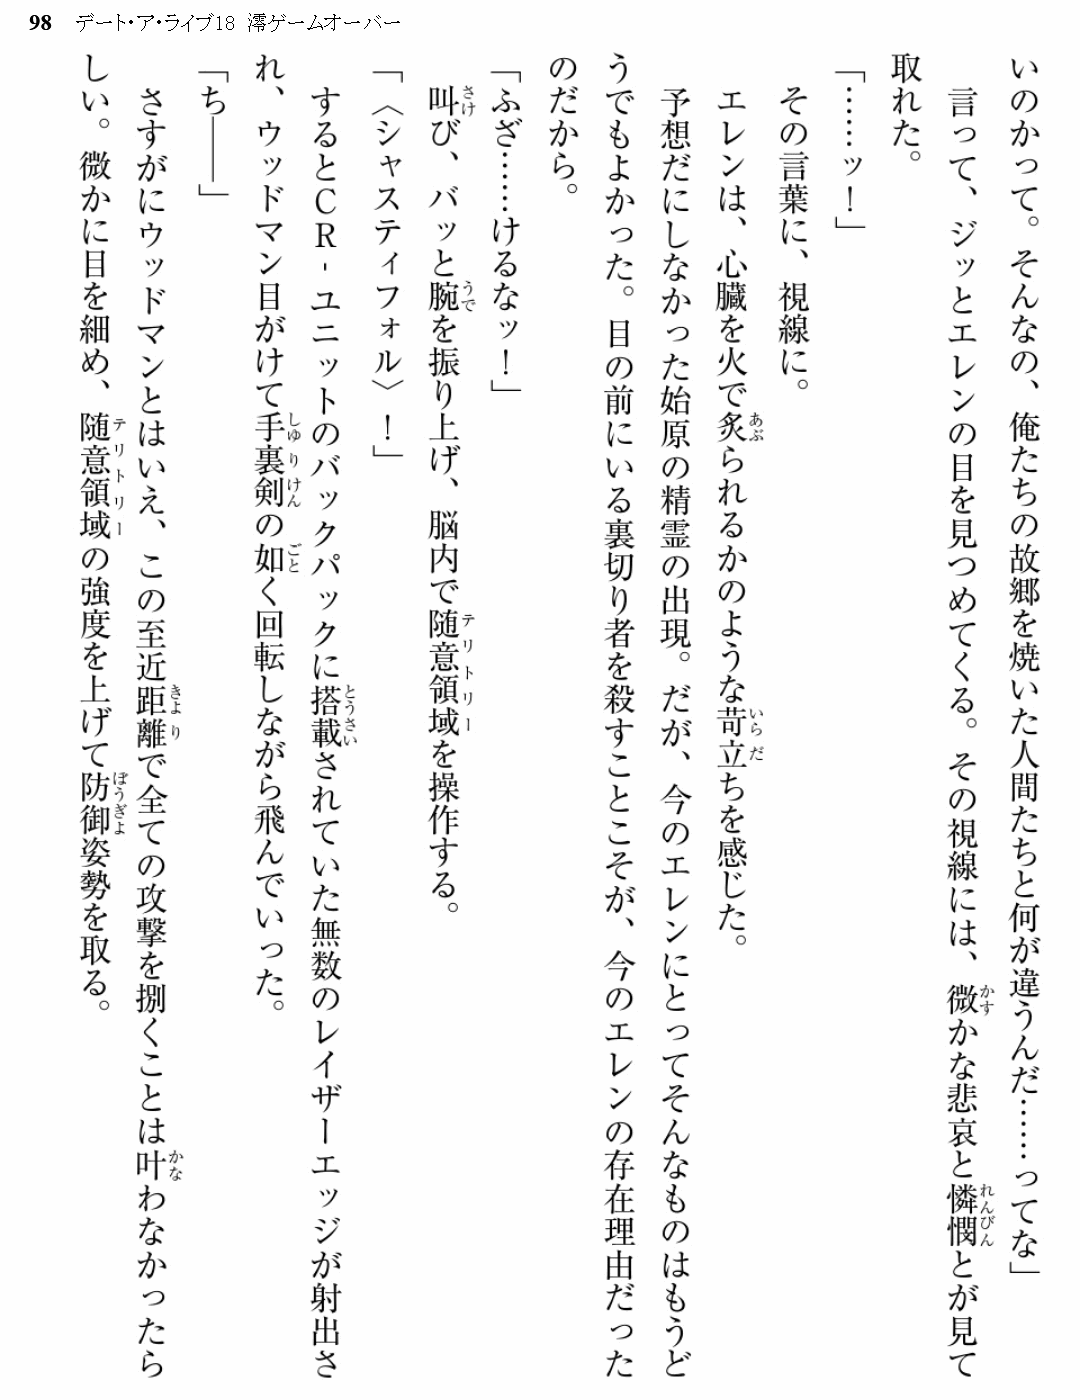 98 デート・ア・ライブ18 澪ゲームオーバー
いのかって。そんなの、俺たちの故郷を焼いた人間たちと何が違うんだ……ってな」
　言って、ジッとエレンの目を見つめてくる。その視線には、微かな悲哀と憐憫とが見て
取れた。
「……ッ！」
　その言葉に、視線に。
　エレンは、心臓を火で炙られるかのような苛立ちを感じた。
　予想だにしなかった始原の精霊の出現。だが、今のエレンにとってそんなものはもうど
うでもよかった。目の前にいる裏切り者を殺すことこそが、今のエレンの存在理由だった
のだから。
「ふざ……けるなッ！」
　叫び、バッと腕を振り上げ、脳内で随意領域を操作する。
「〈シャスティフォル〉！」
　するとＣＲ-ユニットのバックパックに搭載されていた無数のレイザーエッジが射出さ
れ、ウッドマン目がけて手裏剣の如く回転しながら飛んでいった。
「ち――」
　さすがにウッドマンとはいえ、この至近距離で全ての攻撃を捌くことは叶わなかったら
しい。微かに目を細め、随意領域の強度を上げて防御姿勢を取る。